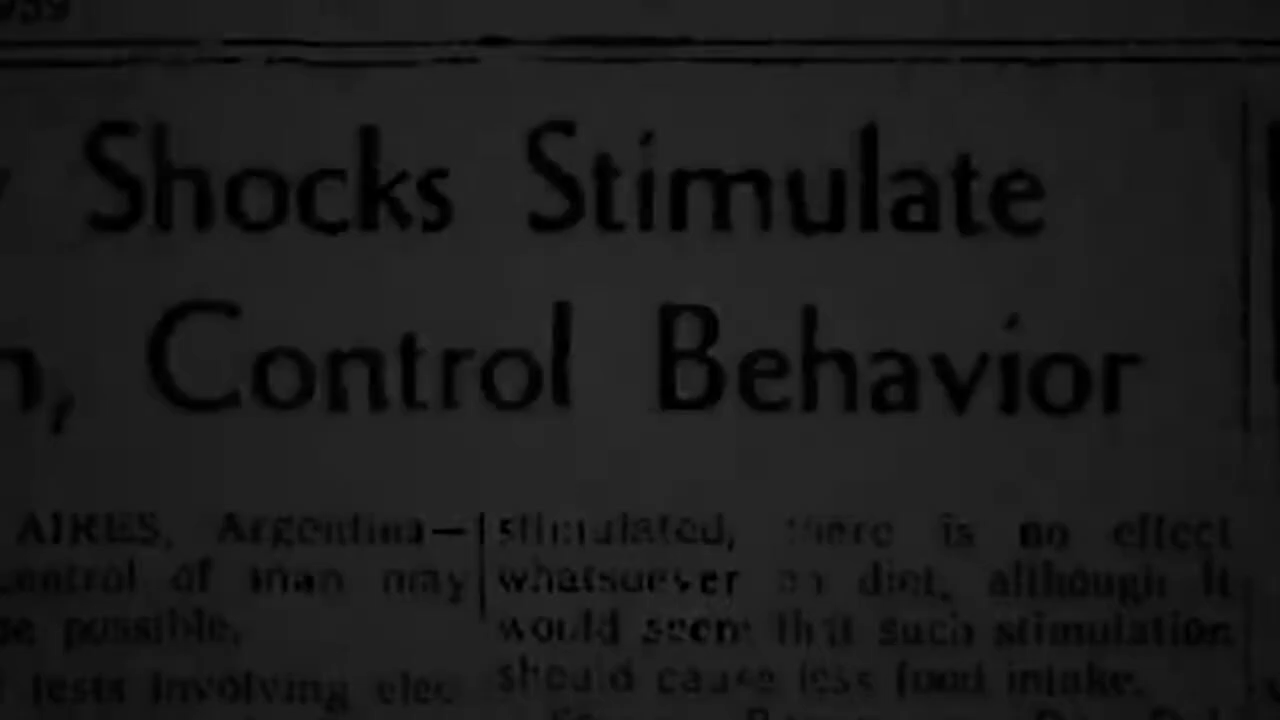 Shocks Stimulate
Control Behavior
AIRES, Argentina—
control of man may
possible.
tests involving elec
stimulated, there is no effect
whatsoever on diet, although it
would seem that such stimulation
should cause less food intake.